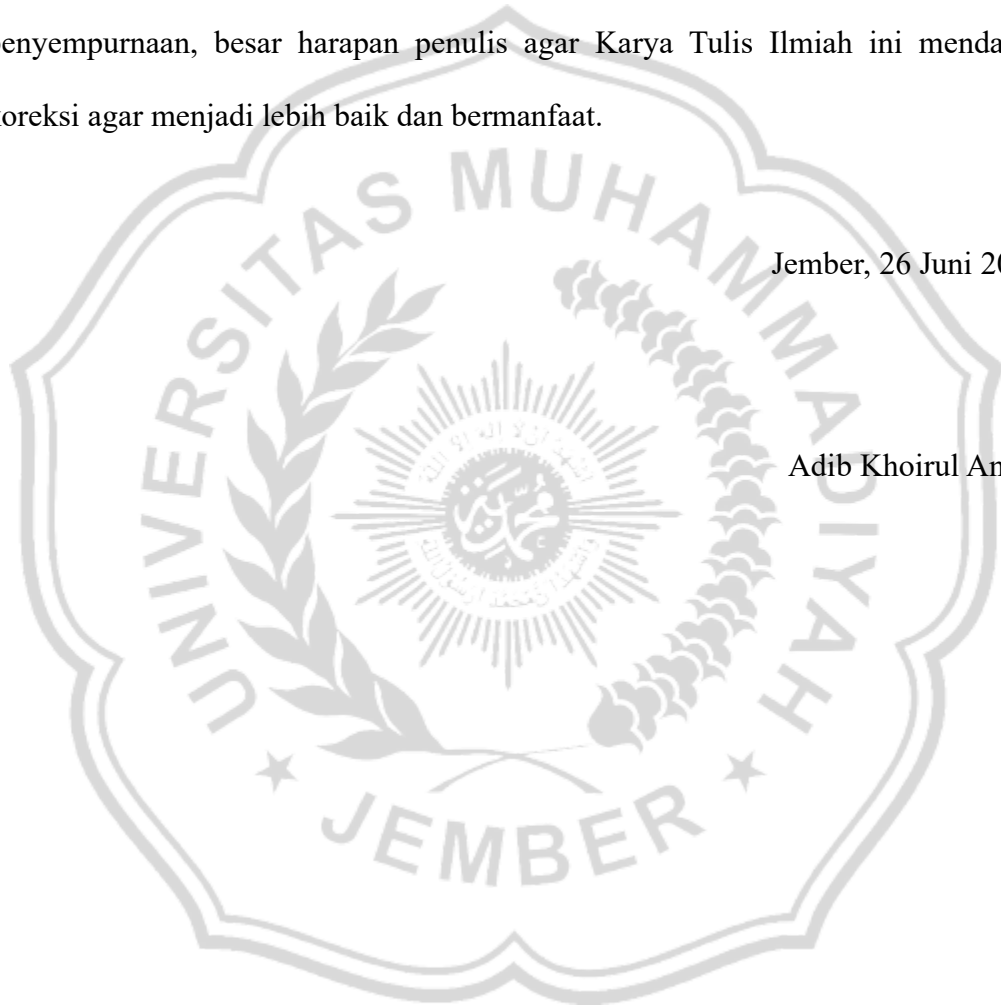 penyempurnaan, besar harapan penulis agar Karya Tulis Ilmiah ini menda
koreksi agar menjadi lebih baik dan bermanfaat.
Jember, 26 Juni 20
Adib Khoirul An
UNIVERSITAS MUHAMMADIYAH
JEMBER